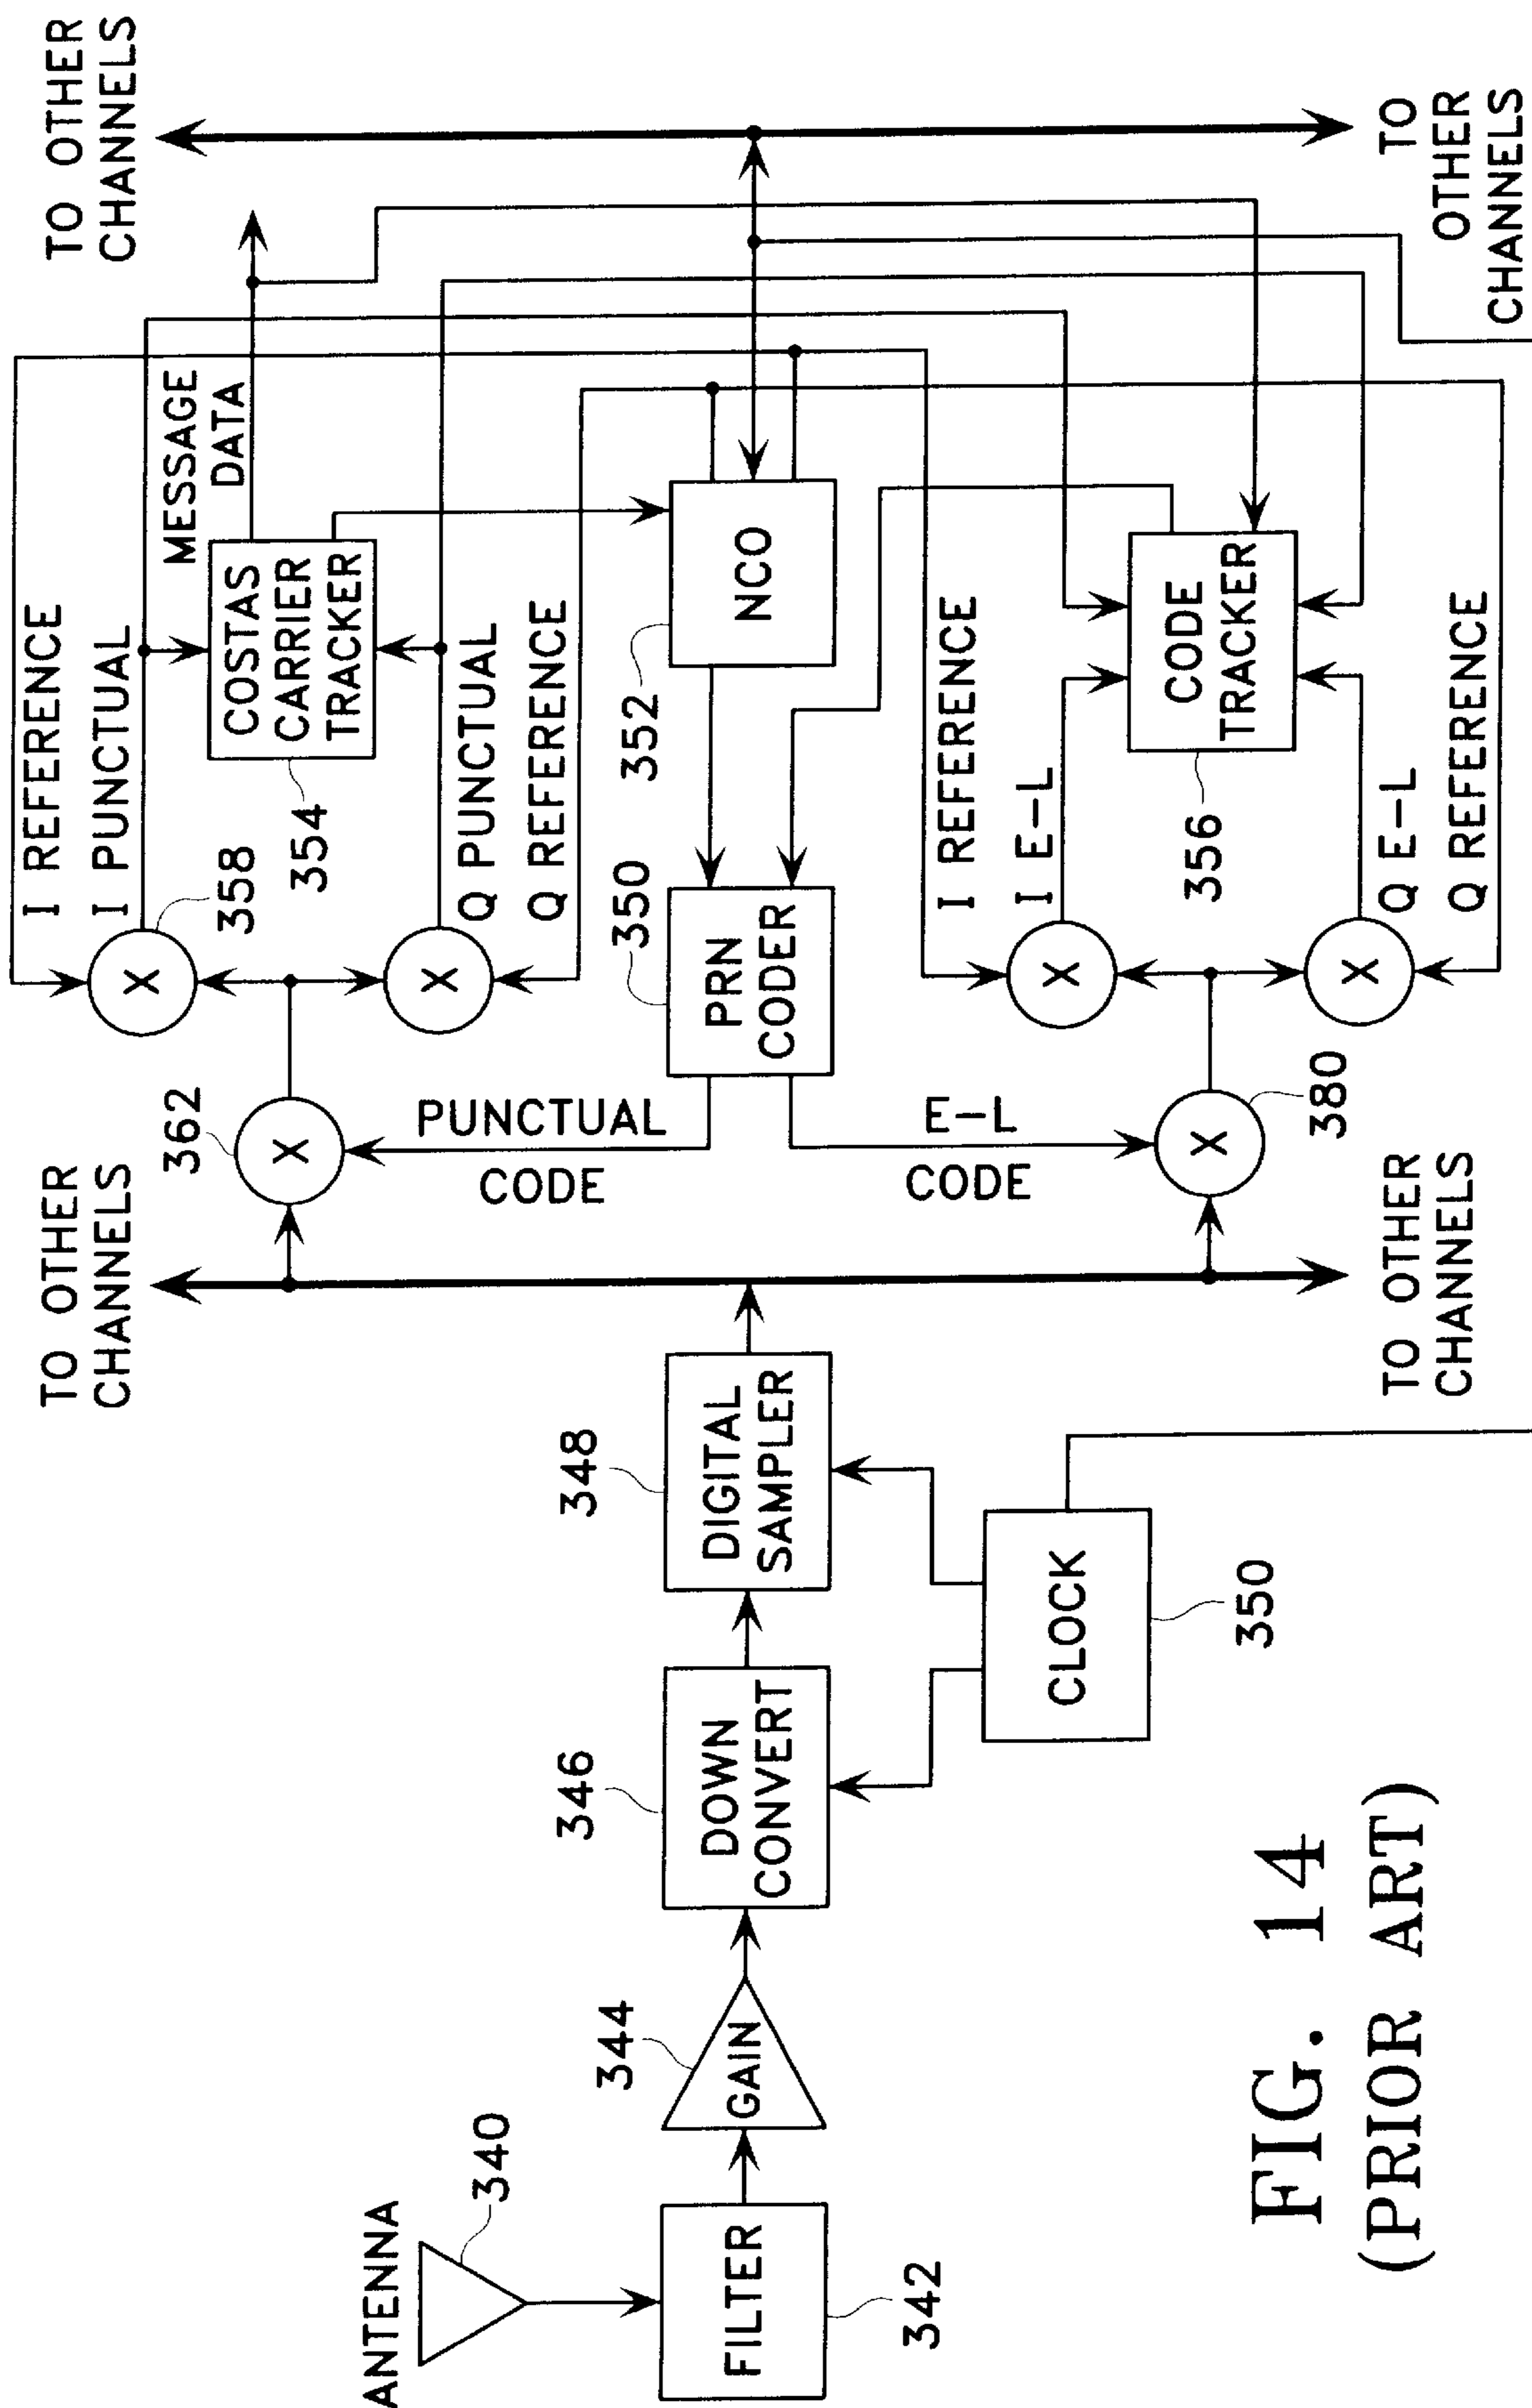 ANTENNA
340
FILTER
342
344
GAIN
346
DOWN
CONVERT
348
DIGITAL
SAMPLER
CLOCK
350
TO OTHER
CHANNELS
TO OTHER
CHANNELS
362
X
PUNCTUAL
CODE
E-L
CODE
X
380
350
PRN
CODER
X
358
X
I REFERENCE
I PUNCTUAL
354
COSTAS
CARRIER
TRACKER
MESSAGE
DATA
Q PUNCTUAL
Q REFERENCE
352
NCO
X
X
I REFERENCE
I E-L
356
CODE
TRACKER
Q E-L
Q REFERENCE
TO OTHER
CHANNELS
TO
OTHER
CHANNELS
FIG. 14
(PRIOR ART)